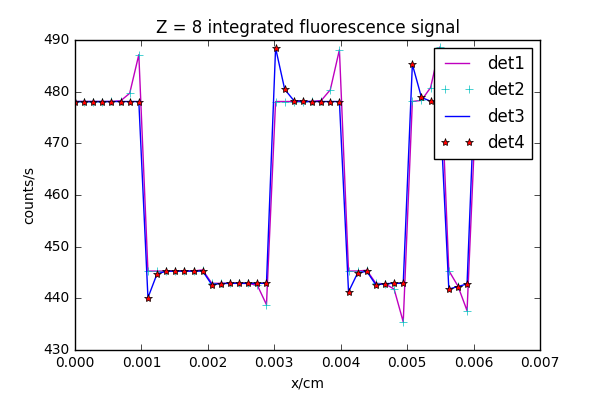 Z = 8 integrated fluorescence signal
counts/s
490
480
470
460
450
440
430
det1
det2
det3
det4
0.000 0.001 0.002 0.003 0.004 0.005 0.006 0.007
x/cm